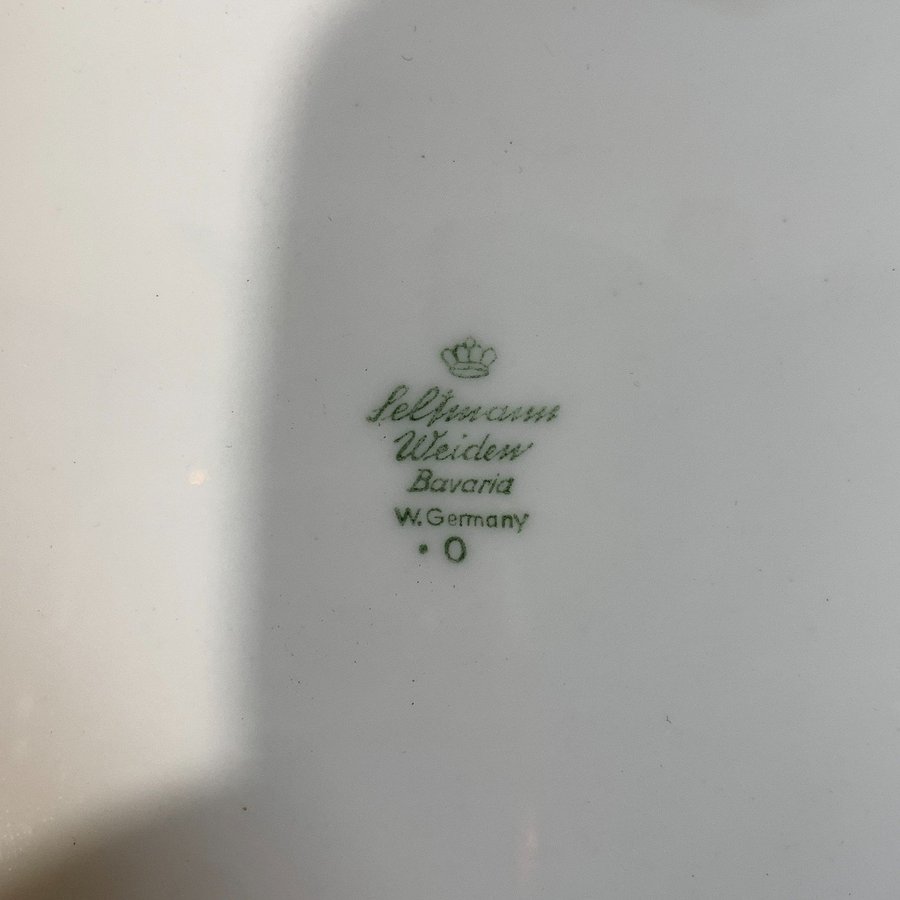 Seltmann
Weiden
Bavaria
W. Germany
• O